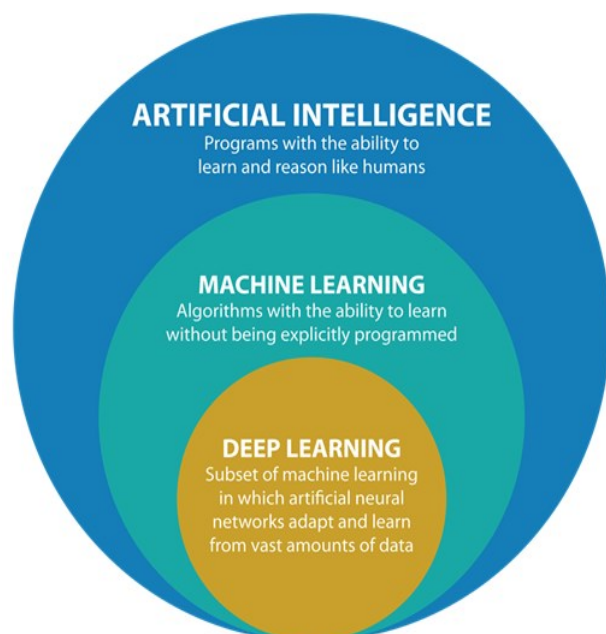 ARTIFICIAL INTELLIGENCE
Programs with the ability to
learn and reason like humans
MACHINE LEARNING
Algorithms with the ability to learn
without being explicitly programmed
DEEP LEARNING
Subset of machine learning
in which artificial neural
networks adapt and learn
from vast amounts of data